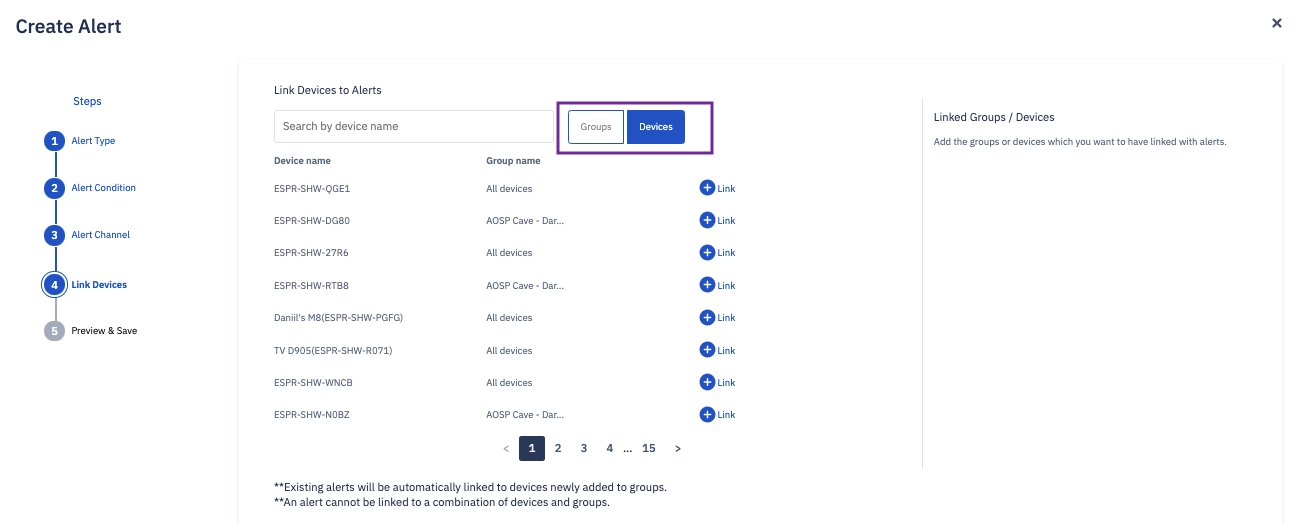 Create Alert
×
Steps
1 Alert Type
2 Alert Condition
3 Alert Channel
4 Link Devices
5 Preview & Save
Link Devices to Alerts
Search by device name
Groups Devices
Device name Group name
ESPR-SHW-QGE1 All devices + Link
ESPR-SHW-DG80 AOSP Cave - Dar... + Link
ESPR-SHW-27R6 All devices + Link
ESPR-SHW-RTB8 AOSP Cave - Dar... + Link
Daniil's M8(ESPR-SHW-PGFG) All devices + Link
TV D905(ESPR-SHW-R071) All devices + Link
ESPR-SHW-WNCB All devices + Link
ESPR-SHW-N0BZ AOSP Cave - Dar... + Link
< 1 2 3 4 ... 15 >
**Existing alerts will be automatically linked to devices newly added to groups.
**An alert cannot be linked to a combination of devices and groups.
Linked Groups / Devices
Add the groups or devices which you want to have linked with alerts.